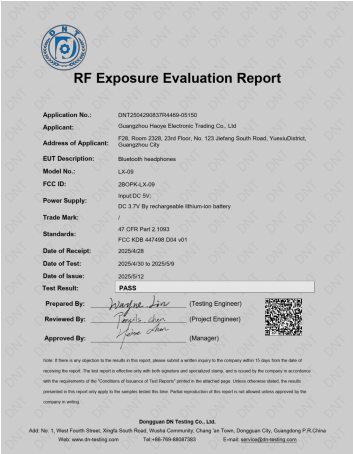 DNT
RF Exposure Evaluation Report
Application No.: DNT2504290837R4469-05150
Applicant: Guangzhou Haoye Electronic Trading Co., Ltd
Address of Applicant: F28, Room 2328, 23rd Floor, No. 123 Jiefang South Road, YuexiuDistrict,
Guangzhou City
EUT Description: Bluetooth headphones
Model No.: LX-09
FCC ID: 2BOPK-LX-09
Power Supply: Input:DC 5V;
DC 3.7V By rechargeable lithium-ion battery
Trade Mark: /
Standards: 47 CFR Part 2.1093
FCC KDB 447498 D04 v01
Date of Receipt: 2025/4/28
Date of Test: 2025/4/30 to 2025/5/9
Date of Issue: 2025/5/12
Test Result: PASS
Prepared By: Wayne Lin (Testing Engineer)
Reviewed By: (Project Engineer)
Approved By: (Manager)
Note: If there is any objection to the results in this report, please submit a written inquiry to the company within 15 days from the date of
receiving the report. The test report is effective only with both signature and specialized stamp, and is issued by the company in accordance
with the requirements of the "Conditions of Issuance of Test Reports" printed in the attached page. Unless otherwise stated, the results
presented in this report only apply to the samples tested this time. Partial reproduction of this report is not allowed unless approved by the
company in writing.
Dongguan DN Testing Co., Ltd.
Add: No. 1, West Fourth Street, Xingfa South Road, Wusha Community, Chang 'an Town, Dongguan City, Guangdong P.R.China
Web: www.dn-testing.com Tel:+86-769-88087383 E-mail: service@dn-testing.com